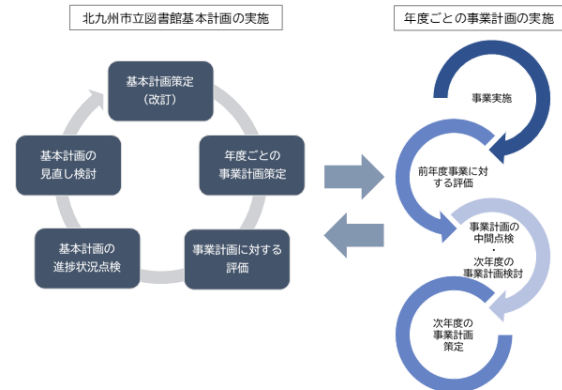 北九州市立図書館基本計画の実施
基本計画策定
（改訂）
年度ごとの
事業計画策定
事業計画に対する
評価
基本計画の
進捗状況点検
基本計画の
見直し検討
年度ごとの事業計画の実施
事業実施
前年度事業に対
する評価
事業計画の
中間点検
・
次年度の
事業計画検討
次年度の
事業計画
策定